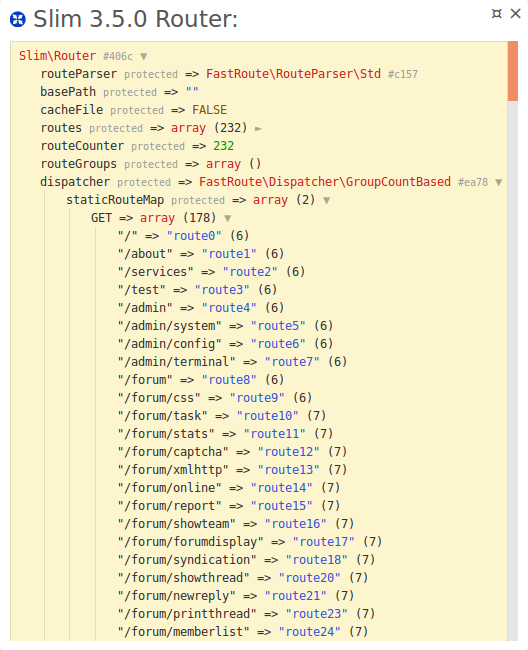 Slim 3.5.0 Router:
Slim\Router #406c ▼
routeParser protected => FastRoute\RouteParser\Std #c157
basePath protected => ""
cacheFile protected => FALSE
routes protected => array (232) ►
routeCounter protected => 232
routeGroups protected => array ()
dispatcher protected => FastRoute\Dispatcher\GroupCountBased #ea78 ▼
staticRouteMap protected => array (2) ▼
GET => array (178) ▼
"/" => "route0" (6)
"/about" => "route1" (6)
"/services" => "route2" (6)
"/test" => "route3" (6)
"/admin" => "route4" (6)
"/admin/system" => "route5" (6)
"/admin/config" => "route6" (6)
"/admin/terminal" => "route7" (6)
"/forum" => "route8" (6)
"/forum/css" => "route9" (6)
"/forum/task" => "route10" (7)
"/forum/stats" => "route11" (7)
"/forum/captcha" => "route12" (7)
"/forum/xmlhttp" => "route13" (7)
"/forum/online" => "route14" (7)
"/forum/report" => "route15" (7)
"/forum/showteam" => "route16" (7)
"/forum/forumdisplay" => "route17" (7)
"/forum/syndication" => "route18" (7)
"/forum/showthread" => "route20" (7)
"/forum/newreply" => "route21" (7)
"/forum/printthread" => "route23" (7)
"/forum/memberlist" => "route24" (7)